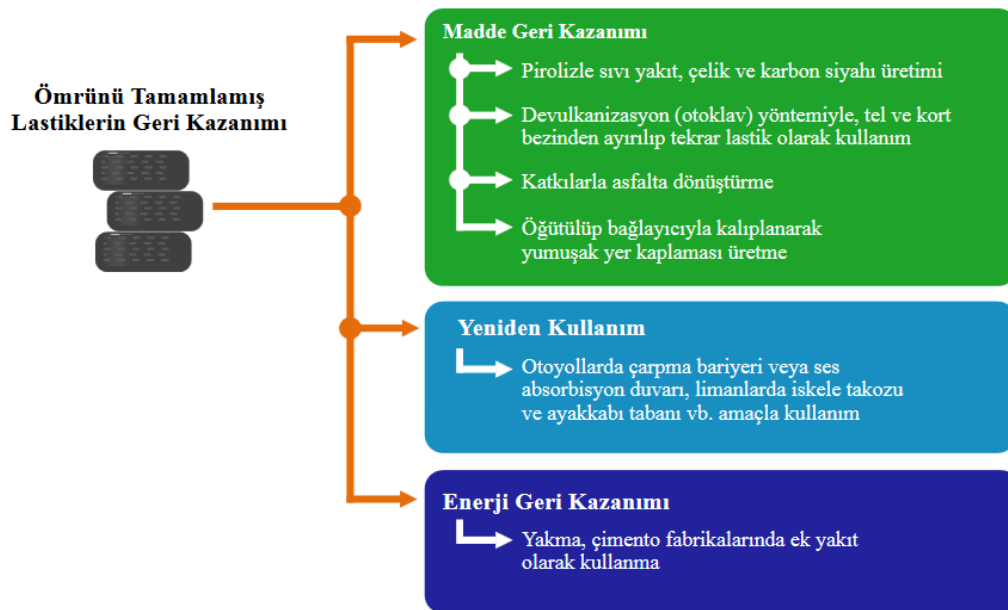 Ömrünü Tamamlamış
Lastiklerin Geri Kazanımı
Madde Geri Kazanımı
Pirolizle sıvı yakıt, çelik ve karbon siyahı üretimi
Devulkanizasyon (otoklav) yöntemiyle, tel ve kort
bezinden ayırılıp tekrar lastik olarak kullanım
Katkılarla asfalta dönüştürme
Öğütülüp bağlayıcıyla kalıplanarak
yumuşak yer kaplaması üretme
Yeniden Kullanım
Otoyollarda çarpma bariyeri veya ses
absorbisyon duvarı, limanlarda iskele takozu
ve ayakkabı tabanı vb. amaçla kullanım
Enerji Geri Kazanımı
Yakma, çimento fabrikalarında ek yakıt
olarak kullanma